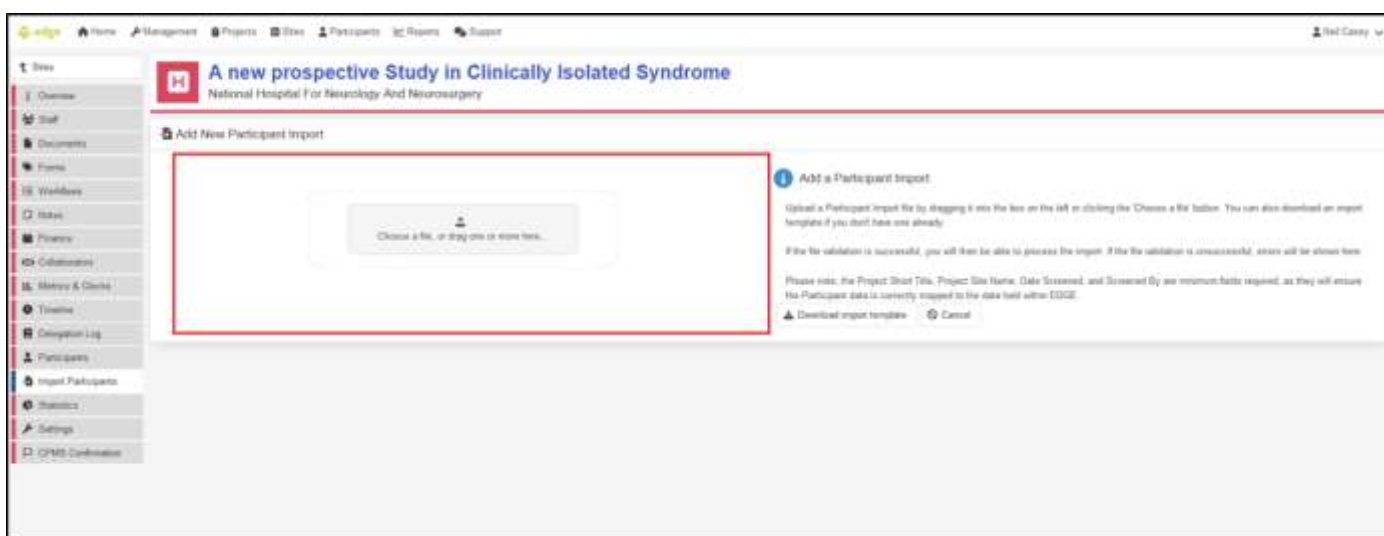 edge
Home
Management
Projects
Sites
Participants
Reports
Support
Neil Casey
Sites
Overview
Staff
Documents
Forms
Workflows
Notes
Finance
Collaborators
Metrics & Clocks
Timeline
Delegation Log
Participants
Import Participants
Statistics
Settings
CPMS Confirmation
A new prospective Study in Clinically Isolated Syndrome
National Hospital For Neurology And Neurosurgery
Add New Participant Import
Choose a file, or drag one or more here...
Add a Participant Import
Upload a Participant Import file by dragging it into the box on the left or clicking the 'Choose a file' button. You can also download an import
template if you don't have one already.
If the file validation is successful, you will then be able to process the import. If the file validation is unsuccessful, errors will be shown here.
Please note, the Project Short Title, Project Site Name, Date Screened, and Screened By are minimum fields required, as they will ensure
the Participant data is correctly mapped to the data held within EDGE.
Download import template
Cancel